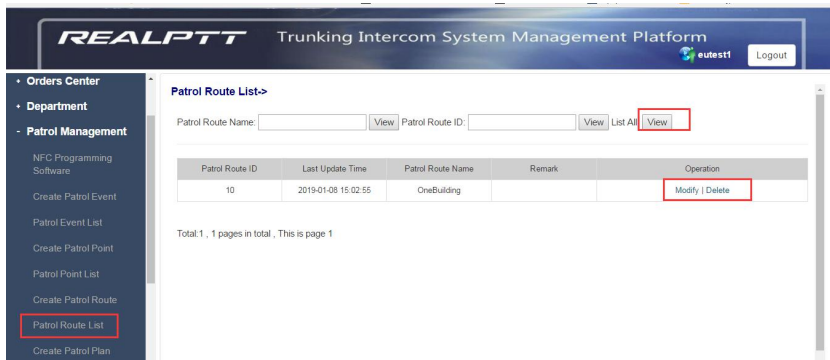 REALPTT Trunking Intercom System Management Platform
eutest1 Logout
Orders Center
Department
- Patrol Management
NFC Programming
Software
Create Patrol Event
Patrol Event List
Create Patrol Point
Patrol Point List
Create Patrol Route
Patrol Route List
Create Patrol Plan
Patrol Route List->
Patrol Route Name: View Patrol Route ID: View List All: View
Patrol Route ID Last Update Time Patrol Route Name Remark Operation
10 2019-01-08 15:02:55 OneBuilding Modify | Delete
Total:1 , 1 pages in total , This is page 1